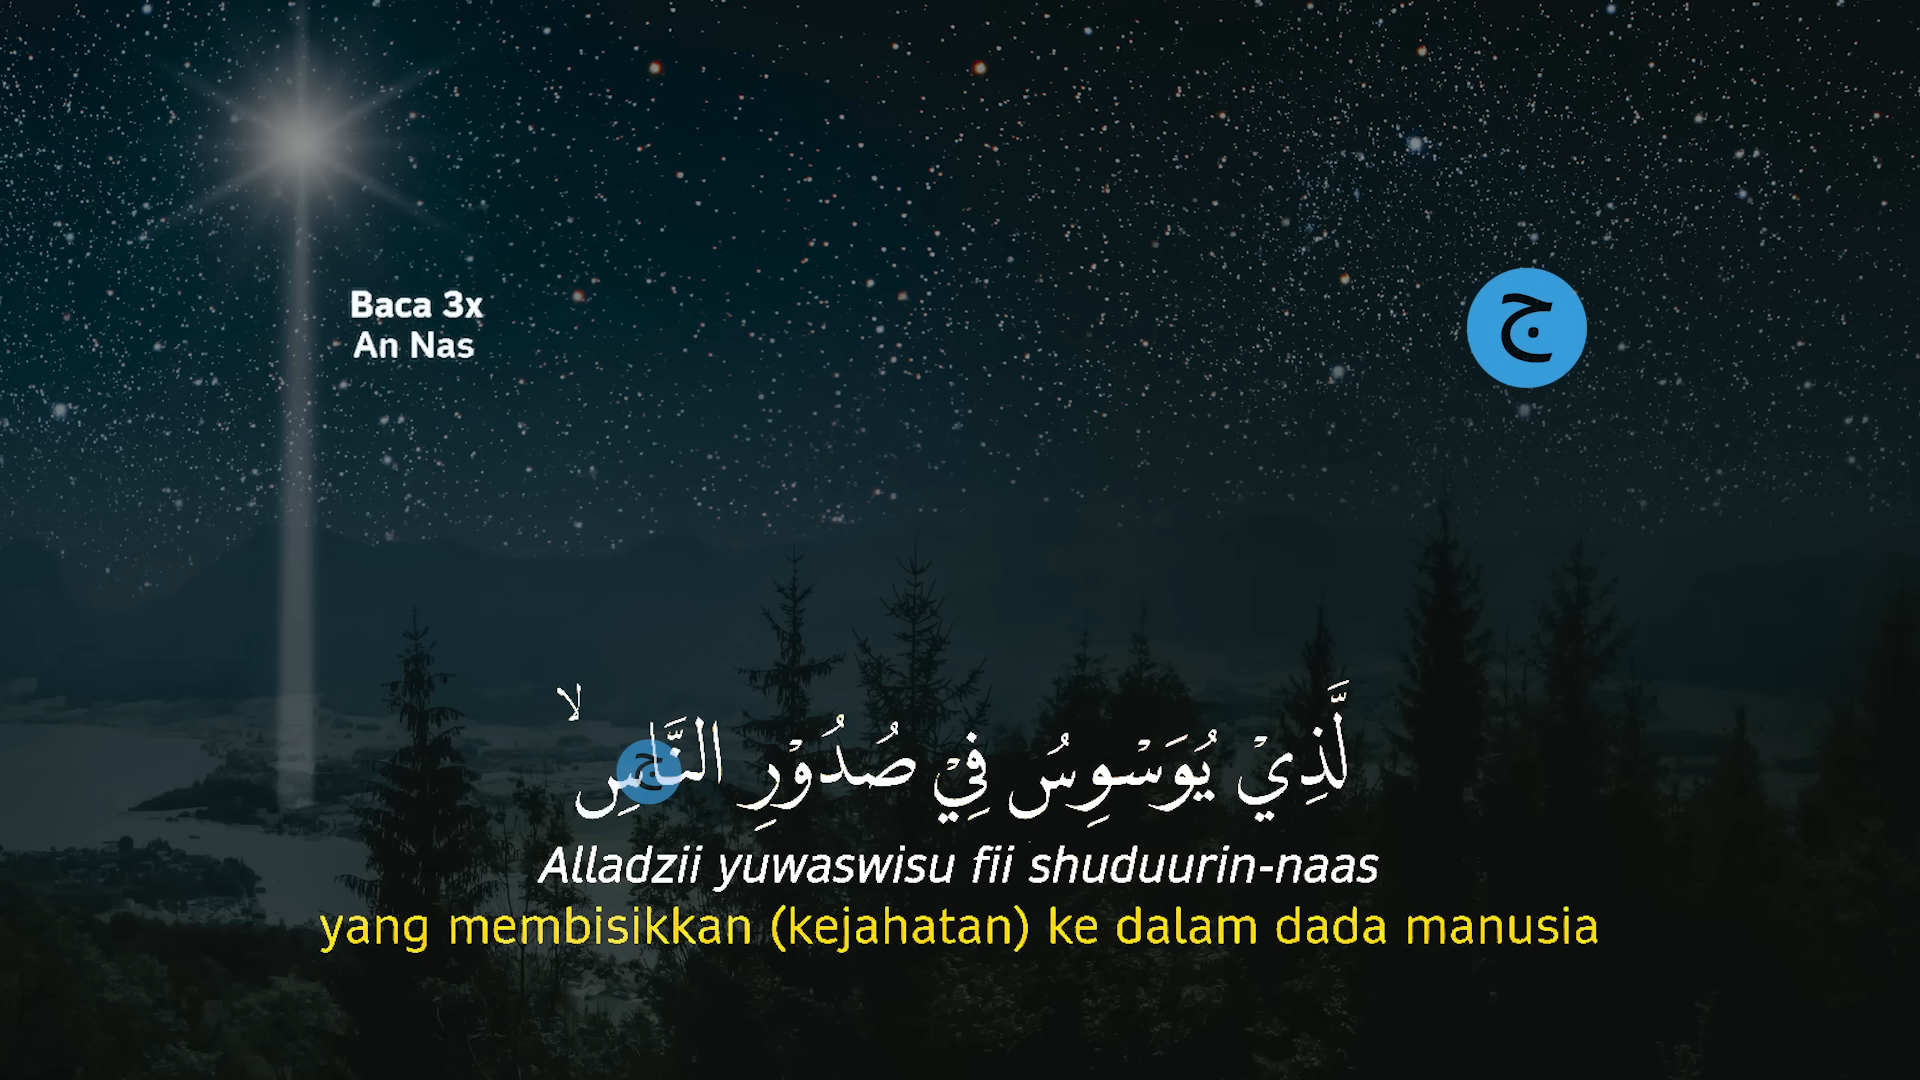 Baca 3x
An Nas
ج
لَّذِيْ يُوَسْوِسُ فِيْ صُدُوْرِ النَّاسِۙ
ج
Alladzii yuwaswisu fii shuduurin-naas
yang membisikkan (kejahatan) ke dalam dada manusia